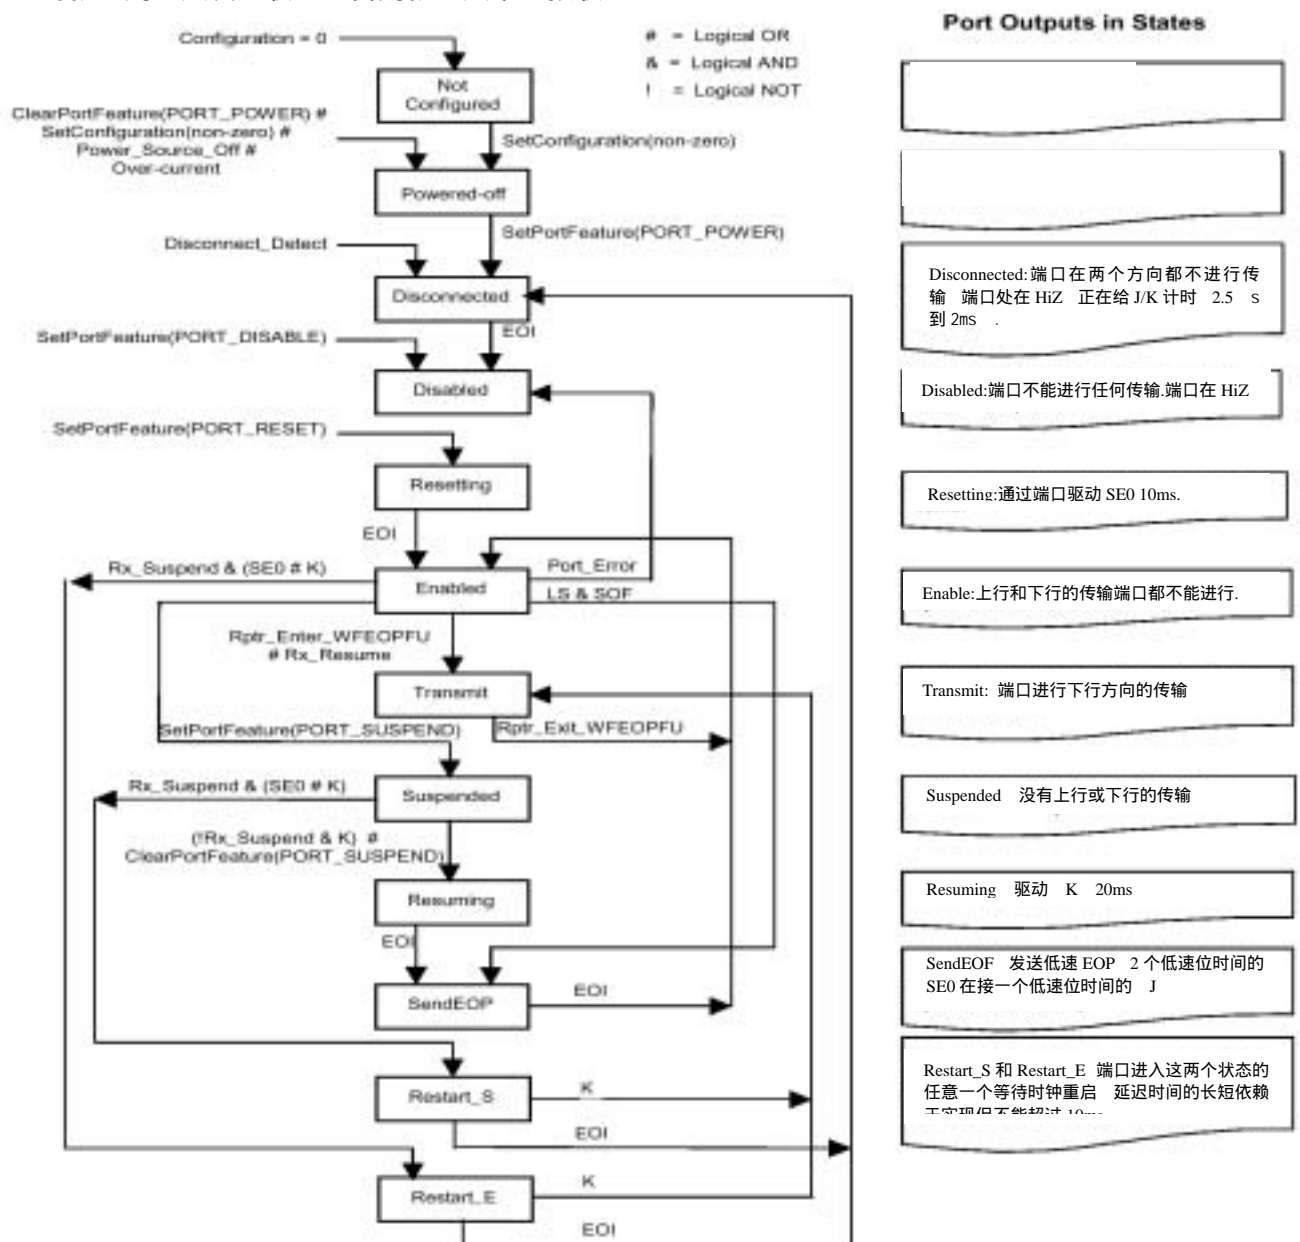 Port Outputs in States
Configuration = 0
# = Logical OR
& = Logical AND
! = Logical NOT
Not
Configured
ClearPortFeature(PORT_POWER) #
SetConfiguration(non-zero) #
Power_Source_Off #
Over-current
SetConfiguration(non-zero)
Powered-off
SetPortFeature(PORT_POWER)
Disconnect_Detect
Disconnected
EOI
SetPortFeature(PORT_DISABLE)
Disabled
SetPortFeature(PORT_RESET)
Resetting
EOI
Rx_Suspend & (SE0 # K)
Enabled
Port_Error
LS & SOF
Rptr_Enter_WFEOPFU
# Rx_Resume
Transmit
SetPortFeature(PORT_SUSPEND)
Rptr_Exit_WFEOPFU
Rx_Suspend & (SE0 # K)
Suspended
(!Rx_Suspend & K) #
ClearPortFeature(PORT_SUSPEND)
Resuming
EOI
SendEOP
EOI
Restart_S
K
EOI
Restart_E
K
EOI
Disconnected:端口在两个方向都不进行传
输 端口处在 HiZ 正在给 J/K 计时 2.5 s
到 2ms .
Disabled:端口不能进行任何传输.端口在 HiZ
Resetting:通过端口驱动 SE0 10ms.
Enable:上行和下行的传输端口都不能进行.
Transmit: 端口进行下行方向的传输
Suspended 没有上行或下行的传输
Resuming 驱动 K 20ms
SendEOF 发送低速 EOP 2 个低速位时间的
SE0 在接一个低速位时间的 J
Restart_S 和 Restart_E 端口进入这两个状态的
任意一个等待时钟重启 延迟时间的长短依赖
于实现但不能超过 10ms